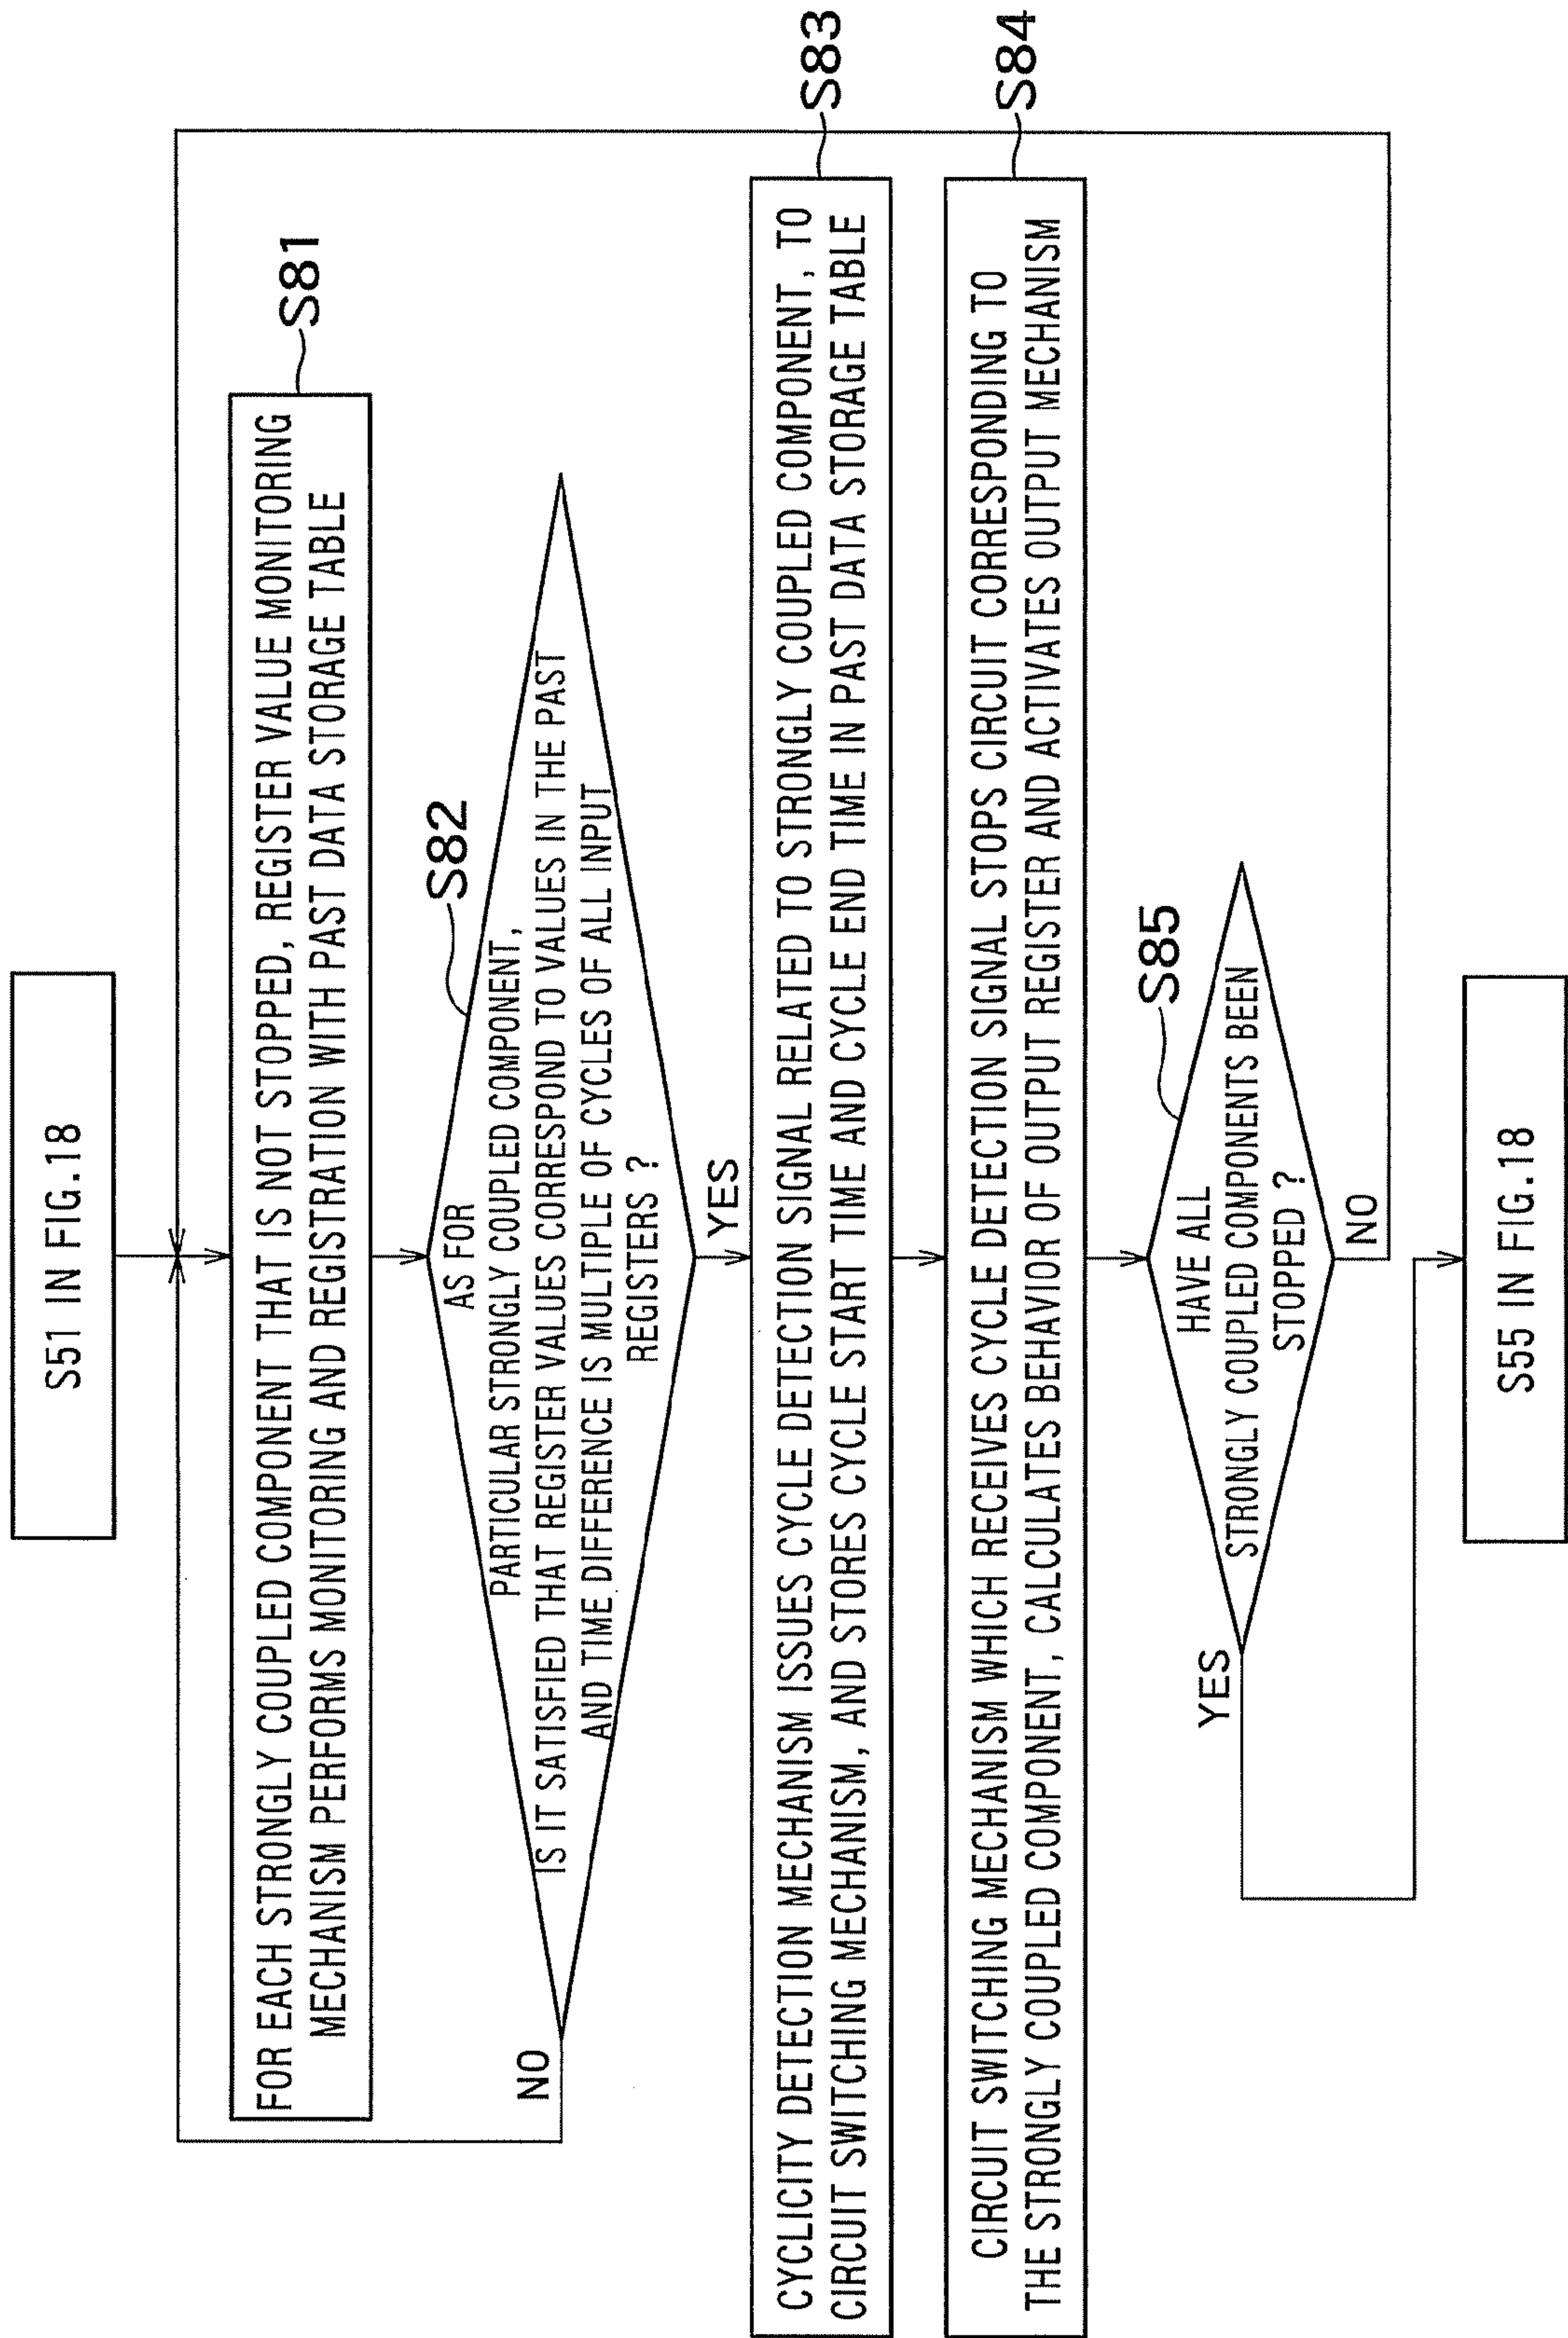 S51 IN FIG.18
S81
FOR EACH STRONGLY COUPLED COMPONENT THAT IS NOT STOPPED, REGISTER VALUE MONITORING
MECHANISM PERFORMS MONITORING AND REGISTRATION WITH PAST DATA STORAGE TABLE
S82
AS FOR
PARTICULAR STRONGLY COUPLED COMPONENT,
IS IT SATISFIED THAT REGISTER VALUES CORRESPOND TO VALUES IN THE PAST
AND TIME DIFFERENCE IS MULTIPLE OF CYCLES OF ALL INPUT
REGISTERS ?
NO
YES
S83
CYCLICITY DETECTION MECHANISM ISSUES CYCLE DETECTION SIGNAL RELATED TO STRONGLY COUPLED COMPONENT, TO
CIRCUIT SWITCHING MECHANISM, AND STORES CYCLE START TIME AND CYCLE END TIME IN PAST DATA STORAGE TABLE
S84
CIRCUIT SWITCHING MECHANISM WHICH RECEIVES CYCLE DETECTION SIGNAL STOPS CIRCUIT CORRESPONDING TO
THE STRONGLY COUPLED COMPONENT, CALCULATES BEHAVIOR OF OUTPUT REGISTER AND ACTIVATES OUTPUT MECHANISM
S85
HAVE ALL
STRONGLY COUPLED COMPONENTS BEEN
STOPPED ?
YES
NO
S55 IN FIG.18